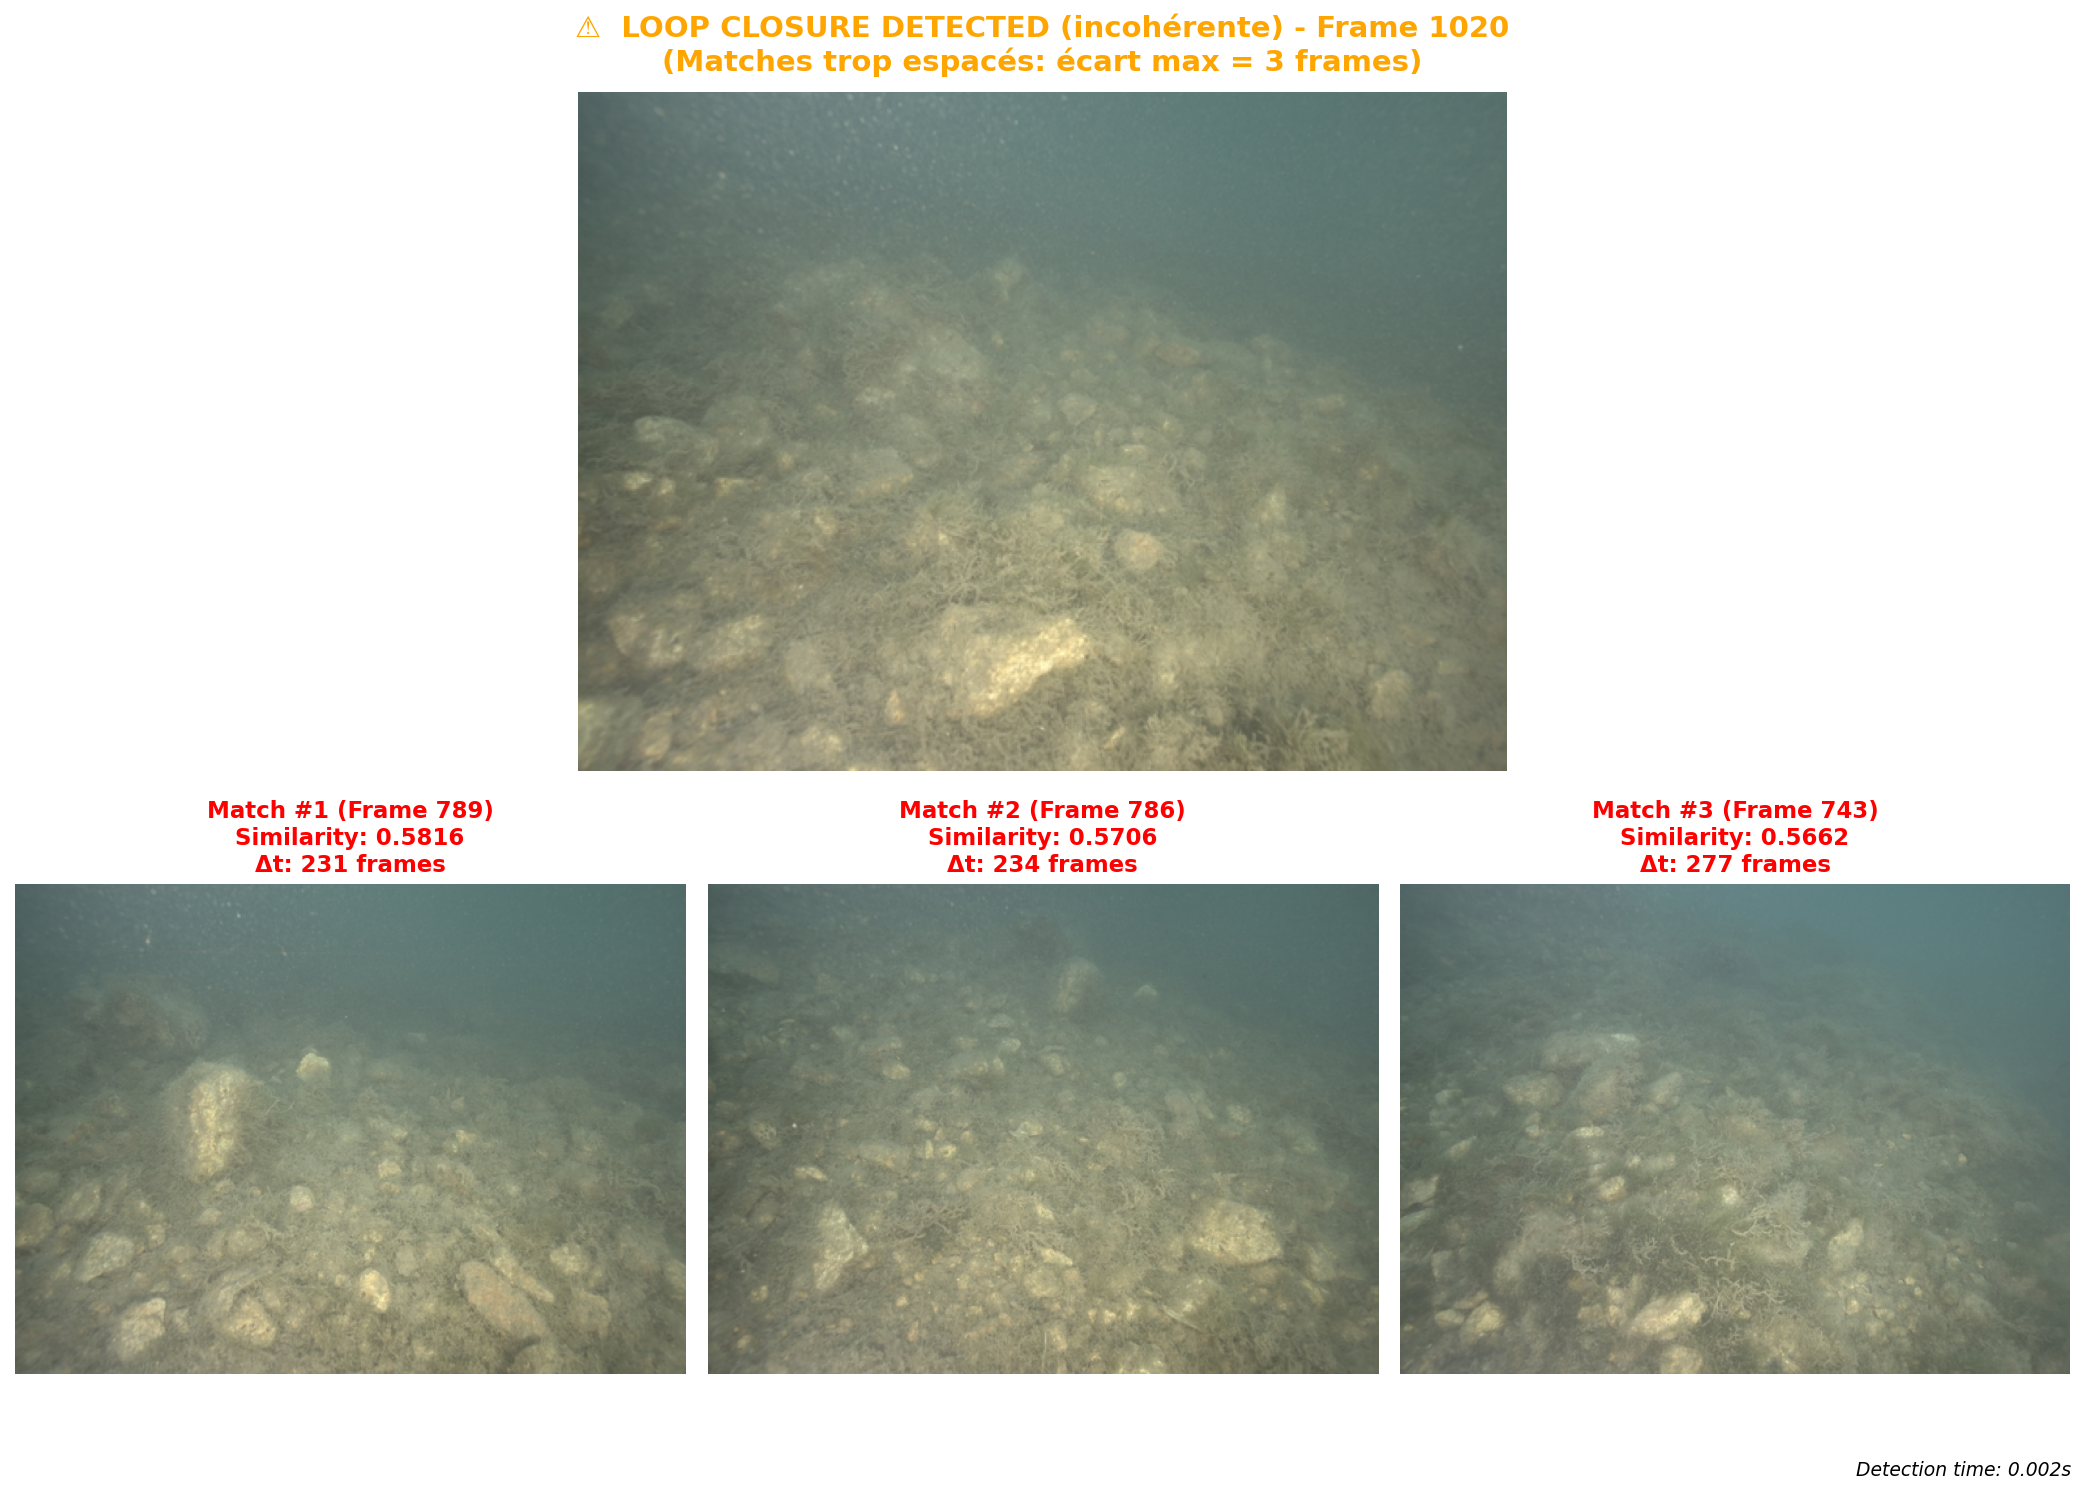 ⚠ LOOP CLOSURE DETECTED (incohérente) - Frame 1020
(Matches trop espacés: écart max = 3 frames)
Match #1 (Frame 789)
Similarity: 0.5816
Δt: 231 frames
Match #2 (Frame 786)
Similarity: 0.5706
Δt: 234 frames
Match #3 (Frame 743)
Similarity: 0.5662
Δt: 277 frames
Detection time: 0.002s